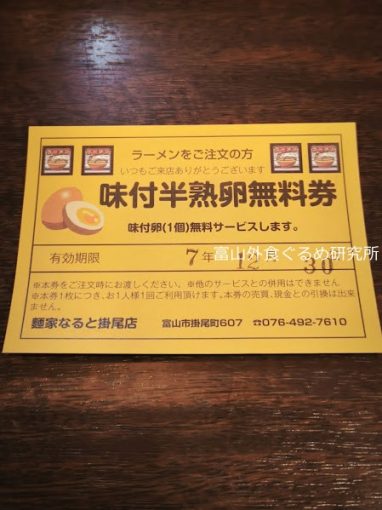 ラーメンをご注文の方
いつもご来店ありがとうございます
味付半熟卵無料券
味付卵(1個)無料サービスします。
富山外食ぐるめ研究所
有効期限 7年 12 30
※本券をご注文時にお渡しください。※他のサービスとの併用はできません
※本券1枚につき、お1人様1回ご利用頂けます。本券の売買、現金との引換は出来
ません。
麵家なると掛尾店 富山市掛尾町607 ☎076-492-7610